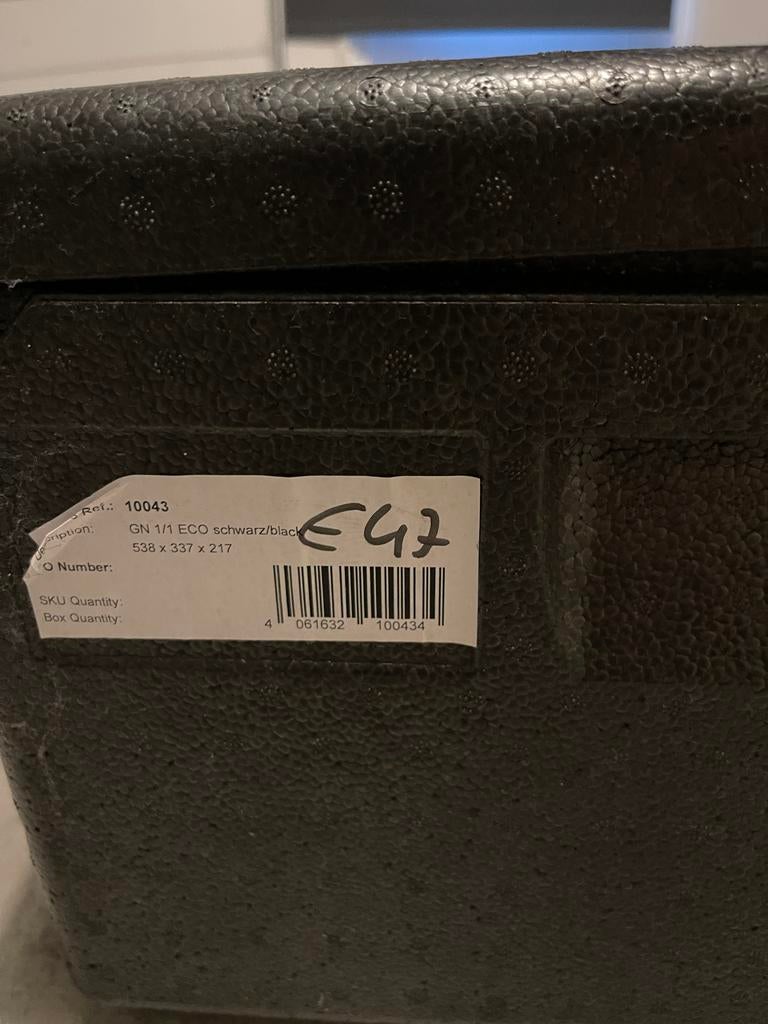 Ref.: 10043
GN 1/1 ECO schwarz/black
538 x 337 x 217
E47
O Number:
SKU Quantity:
Box Quantity:
4 061632 100434